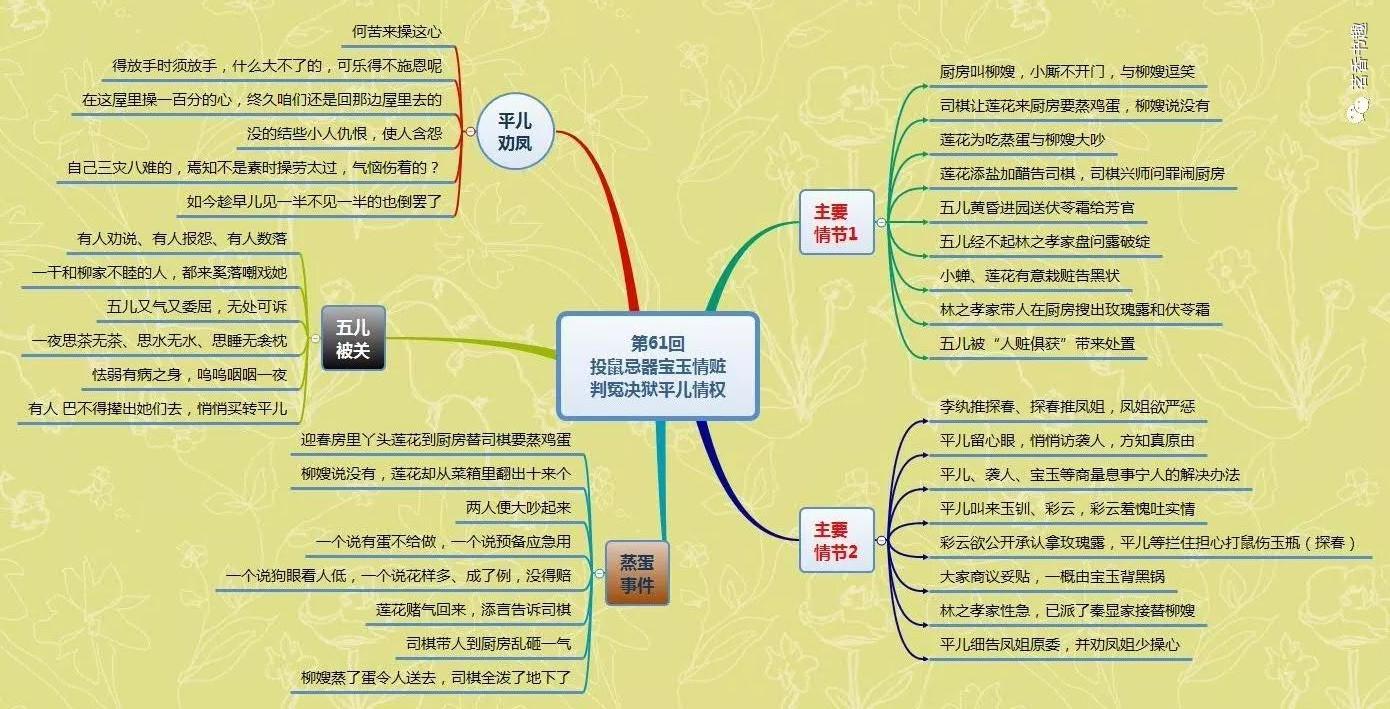 第61回
投鼠忌器宝玉情赃
判冤决狱平儿情权
主要
情节1
厨房叫柳嫂，小厮不开门，与柳嫂逗笑
司棋让莲花来厨房要蒸鸡蛋，柳嫂说没有
莲花为吃蒸蛋与柳嫂大吵
莲花添盐加醋告司棋，司棋兴师问罪闹厨房
五儿黄昏进园送伏苓霜给芳官
五儿经不起林之孝家盘问露破绽
小蝉、莲花有意栽赃告黑状
林之孝家带人在厨房搜出玫瑰露和伏苓霜
五儿被“人赃俱获”带来处置
主要
情节2
李纨推探春、探春推凤姐，凤姐欲严惩
平儿留心眼，悄悄访袭人，方知真原由
平儿、袭人、宝玉等商量息事宁人的解决办法
平儿叫来玉钏、彩云，彩云羞愧吐实情
彩云欲公开承认拿玫瑰露，平儿等拦住担心打鼠伤玉瓶（探春）
大家商议妥贴，一概由宝玉背黑锅
林之孝家性急，已派了秦显家接替柳嫂
平儿细告凤姐原委，并劝凤姐少操心
平儿
劝凤
何苦来操这心
得放手时须放手，什么大不了的，可乐得不施恩呢
在这屋里操一百分的心，终久咱们还是回那边屋里去的
没的结些小人仇恨，使人含怨
自己三灾八难的，焉知不是素时操劳太过，气恼伤着的？
如今趁早儿见一半不见一半的也倒罢了
五儿
被关
有人劝说、有人报怨、有人数落
一干和柳家不睦的人，都来奚落嘲戏她
五儿又气又委屈，无处可诉
一夜思茶无茶、思水无水、思睡无衾枕
怯弱有病之身，呜呜咽咽一夜
有人 巴不得撵出她们去，悄悄买转平儿
蒸蛋
事件
迎春房里丫头莲花到厨房替司棋要蒸鸡蛋
柳嫂说没有，莲花却从菜箱里翻出十来个
两人便大吵起来
一个说有蛋不给做，一个说预备应急用
一个说狗眼看人低，一个说花样多、成了例，没得赔
莲花赌气回来，添言告诉司棋
司棋带人到厨房乱砸一气
柳嫂蒸了蛋令人送去，司棋全泼了地下了
茗香书趣